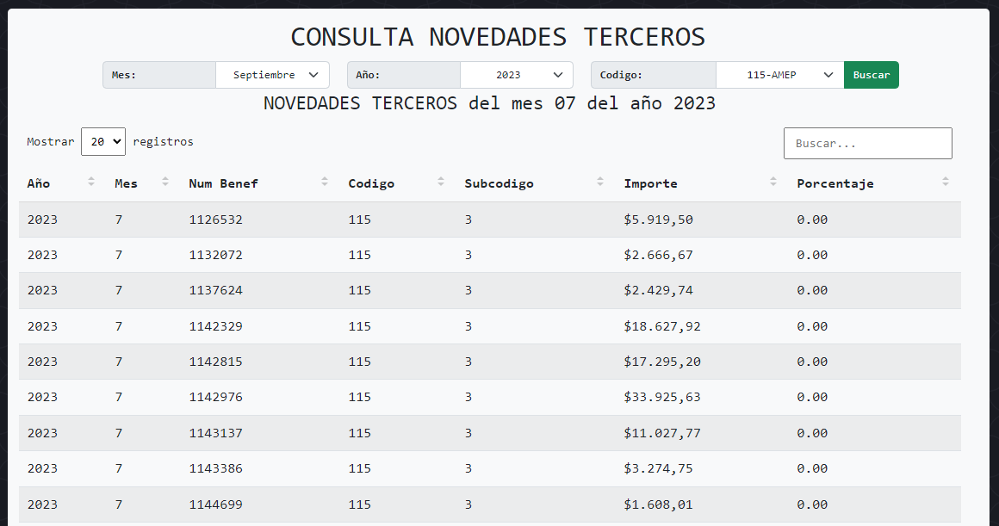 CONSULTA NOVEDADES TERCEROS
Mes: Septiembre Año: 2023 Codigo: 115-AMEP Buscar
NOVEDADES TERCEROS del mes 07 del año 2023
Mostrar 20 registros Buscar...
Año Mes Num Benef Codigo Subcodigo Importe Porcentaje
2023 7 1126532 115 3 $5.919,50 0.00
2023 7 1132072 115 3 $2.666,67 0.00
2023 7 1137624 115 3 $2.429,74 0.00
2023 7 1142329 115 3 $18.627,92 0.00
2023 7 1142815 115 3 $17.295,20 0.00
2023 7 1142976 115 3 $33.925,63 0.00
2023 7 1143137 115 3 $11.027,77 0.00
2023 7 1143386 115 3 $3.274,75 0.00
2023 7 1144699 115 3 $1.608,01 0.00